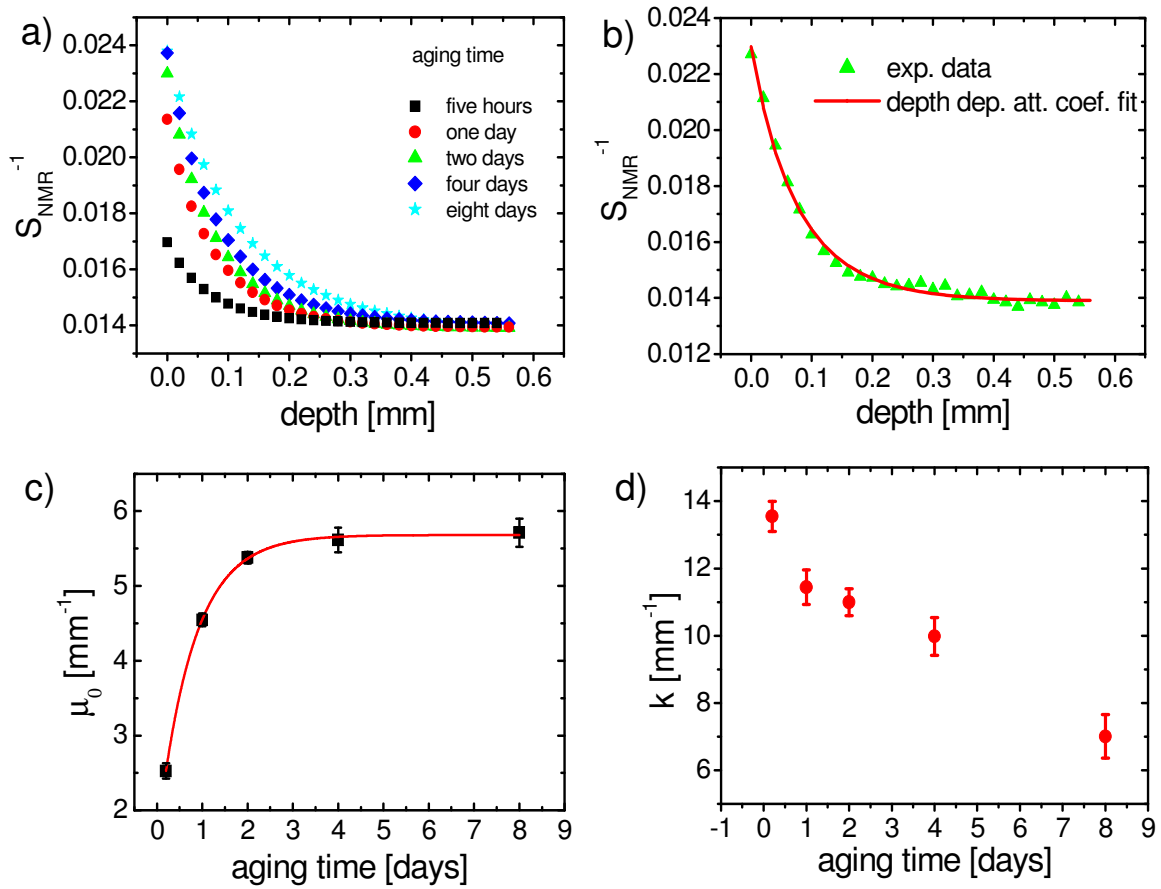 a)
0.024
0.022
0.020
0.018
0.016
0.014
S_NMR^-1
0.0 0.1 0.2 0.3 0.4 0.5 0.6
depth [mm]
aging time
five hours
one day
two days
four days
eight days
b)
0.024
0.022
0.020
0.018
0.016
0.014
0.012
S_NMR^-1
0.0 0.1 0.2 0.3 0.4 0.5 0.6
depth [mm]
exp. data
depth dep. att. coef. fit
c)
6
5
4
3
2
μ_0 [mm^-1]
0 1 2 3 4 5 6 7 8 9
aging time [days]
d)
14
12
10
8
6
k [mm^-1]
-1 0 1 2 3 4 5 6 7 8 9
aging time [days]